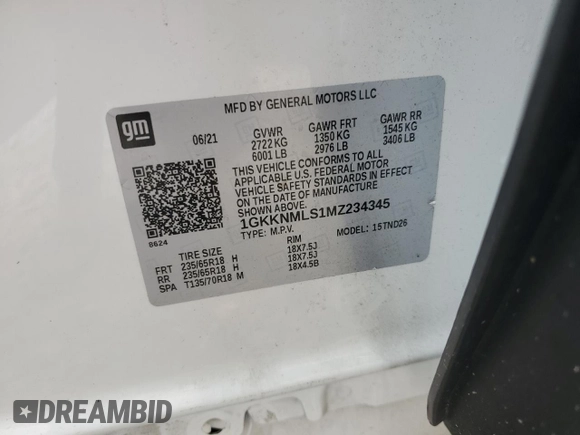 MFD BY GENERAL MOTORS LLC
gm
06/21 GVWR GAWR FRT GAWR RR
2722 KG 1350 KG 1545 KG
6001 LB 2976 LB 3406 LB
THIS VEHICLE CONFORMS TO ALL
APPLICABLE U.S. FEDERAL MOTOR
VEHICLE SAFETY STANDARDS IN EFFECT
ON THE DATE OF MANUFACTURE
SHOWN ABOVE.
1GKKNMLS1MZ234345
8624
TYPE: M.P.V. MODEL: 15TND26
TIRE SIZE RIM
FRT 235/65R18 H 18X7.5J
RR 235/65R18 H 18X7.5J
SPA T135/70R18 M 18X4.5B
DREAMBID